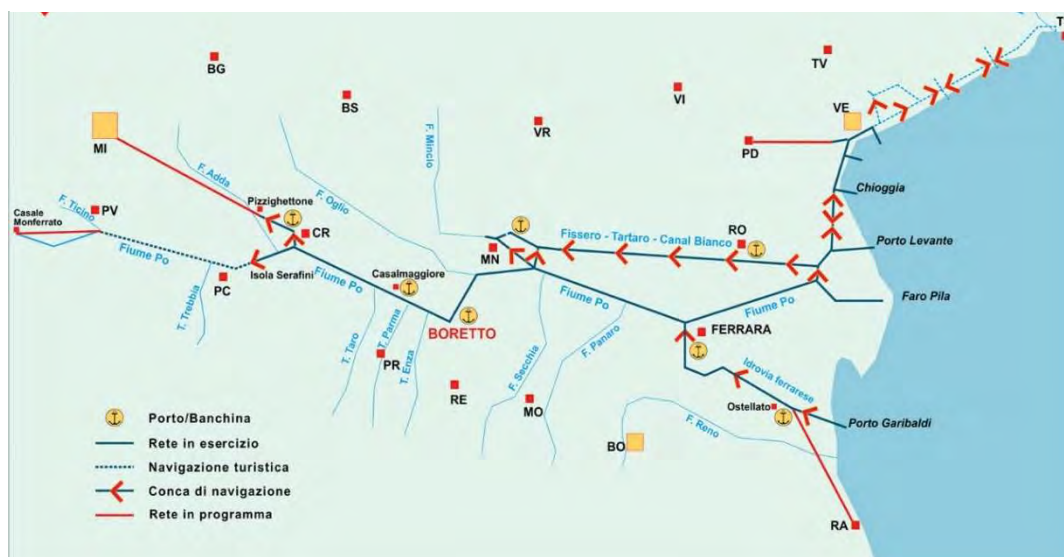 T
TV
BG
BS
VI
VE
VR
MI
PD
F. Mincio
F. Adda
F. Oglio
Chioggia
Pizzighettone
Casale
Monferrato
F. Ticino
PV
CR
Fissero - Tartaro - Canal Bianco
RO
MN
Porto Levante
Fiume Po
Isola Serafini
PC
Fiume Po
Casalmaggiore
Fiume Po
Fiume Po
Faro Pila
T. Trebbia
BORETTO
FERRARA
T. Taro
T. Parma
T. Enza
F. Secchia
F. Panaro
PR
RE
MO
Idrovia ferrarese
Ostellato
F. Reno
BO
Porto Garibaldi
RA
Porto/Banchina
Rete in esercizio
Navigazione turistica
Conca di navigazione
Rete in programma